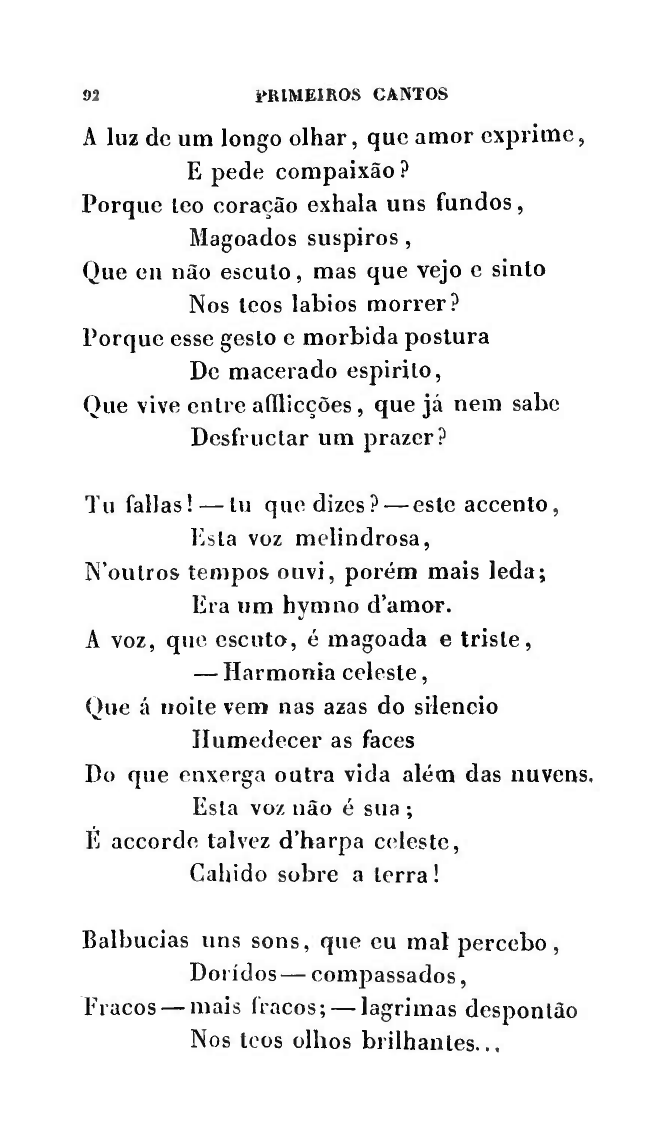 92 PRIMEIROS CANTOS
A luz de um longo olhar, que amor exprime,
E pede compaixão?
Porque teo coração exhala uns fundos,
Magoados suspiros,
Que eu não escuto, mas que vejo e sinto
Nos teos labios morrer?
Porque esse gesto e morbida postura
De macerado espirito,
Que vive entre afflicções, que já nem sabe
Desfructar um prazer?
Tu fallas! — tu que dizes? — este accento,
Esta voz melindrosa,
N'outros tempos ouvi, porém mais leda;
Era um hymno d'amor.
A voz, que escuto, é magoada e triste,
— Harmonia celeste,
Que á noite vem nas azas do silencio
Humedecer as faces
Do que enxerga outra vida além das nuvens.
Esta voz não é sua;
É accorde talvez d'harpa celeste,
Cahido sobre a terra!
Balbucias uns sons, que eu mal percebo,
Dorídos — compassados,
Fracos — mais fracos; — lagrimas despontão
Nos teos olhos brilhantes...